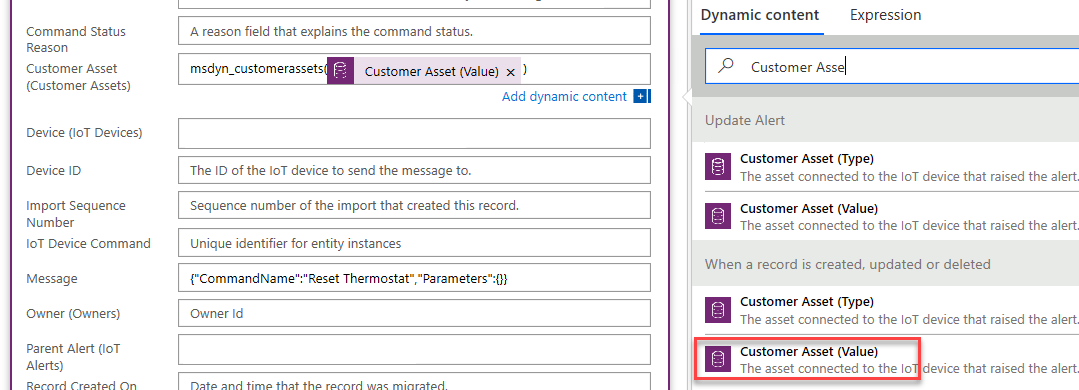 Command Status
Reason
A reason field that explains the command status.
Customer Asset
(Customer Assets)
msdyn_customerassets( Customer Asset (Value) × )
Add dynamic content
Device (IoT Devices)
Device ID
The ID of the IoT device to send the message to.
Import Sequence
Number
Sequence number of the import that created this record.
IoT Device Command
Unique identifier for entity instances
Message
{"CommandName":"Reset Thermostat","Parameters":{}}
Owner (Owners)
Owner Id
Parent Alert (IoT
Alerts)
Record Created On
Date and time that the record was migrated.
Dynamic content Expression
Customer Asse
Update Alert
Customer Asset (Type)
The asset connected to the IoT device that raised the alert.
Customer Asset (Value)
The asset connected to the IoT device that raised the alert.
When a record is created, updated or deleted
Customer Asset (Type)
The asset connected to the IoT device that raised the alert.
Customer Asset (Value)
The asset connected to the IoT device that raised the alert.